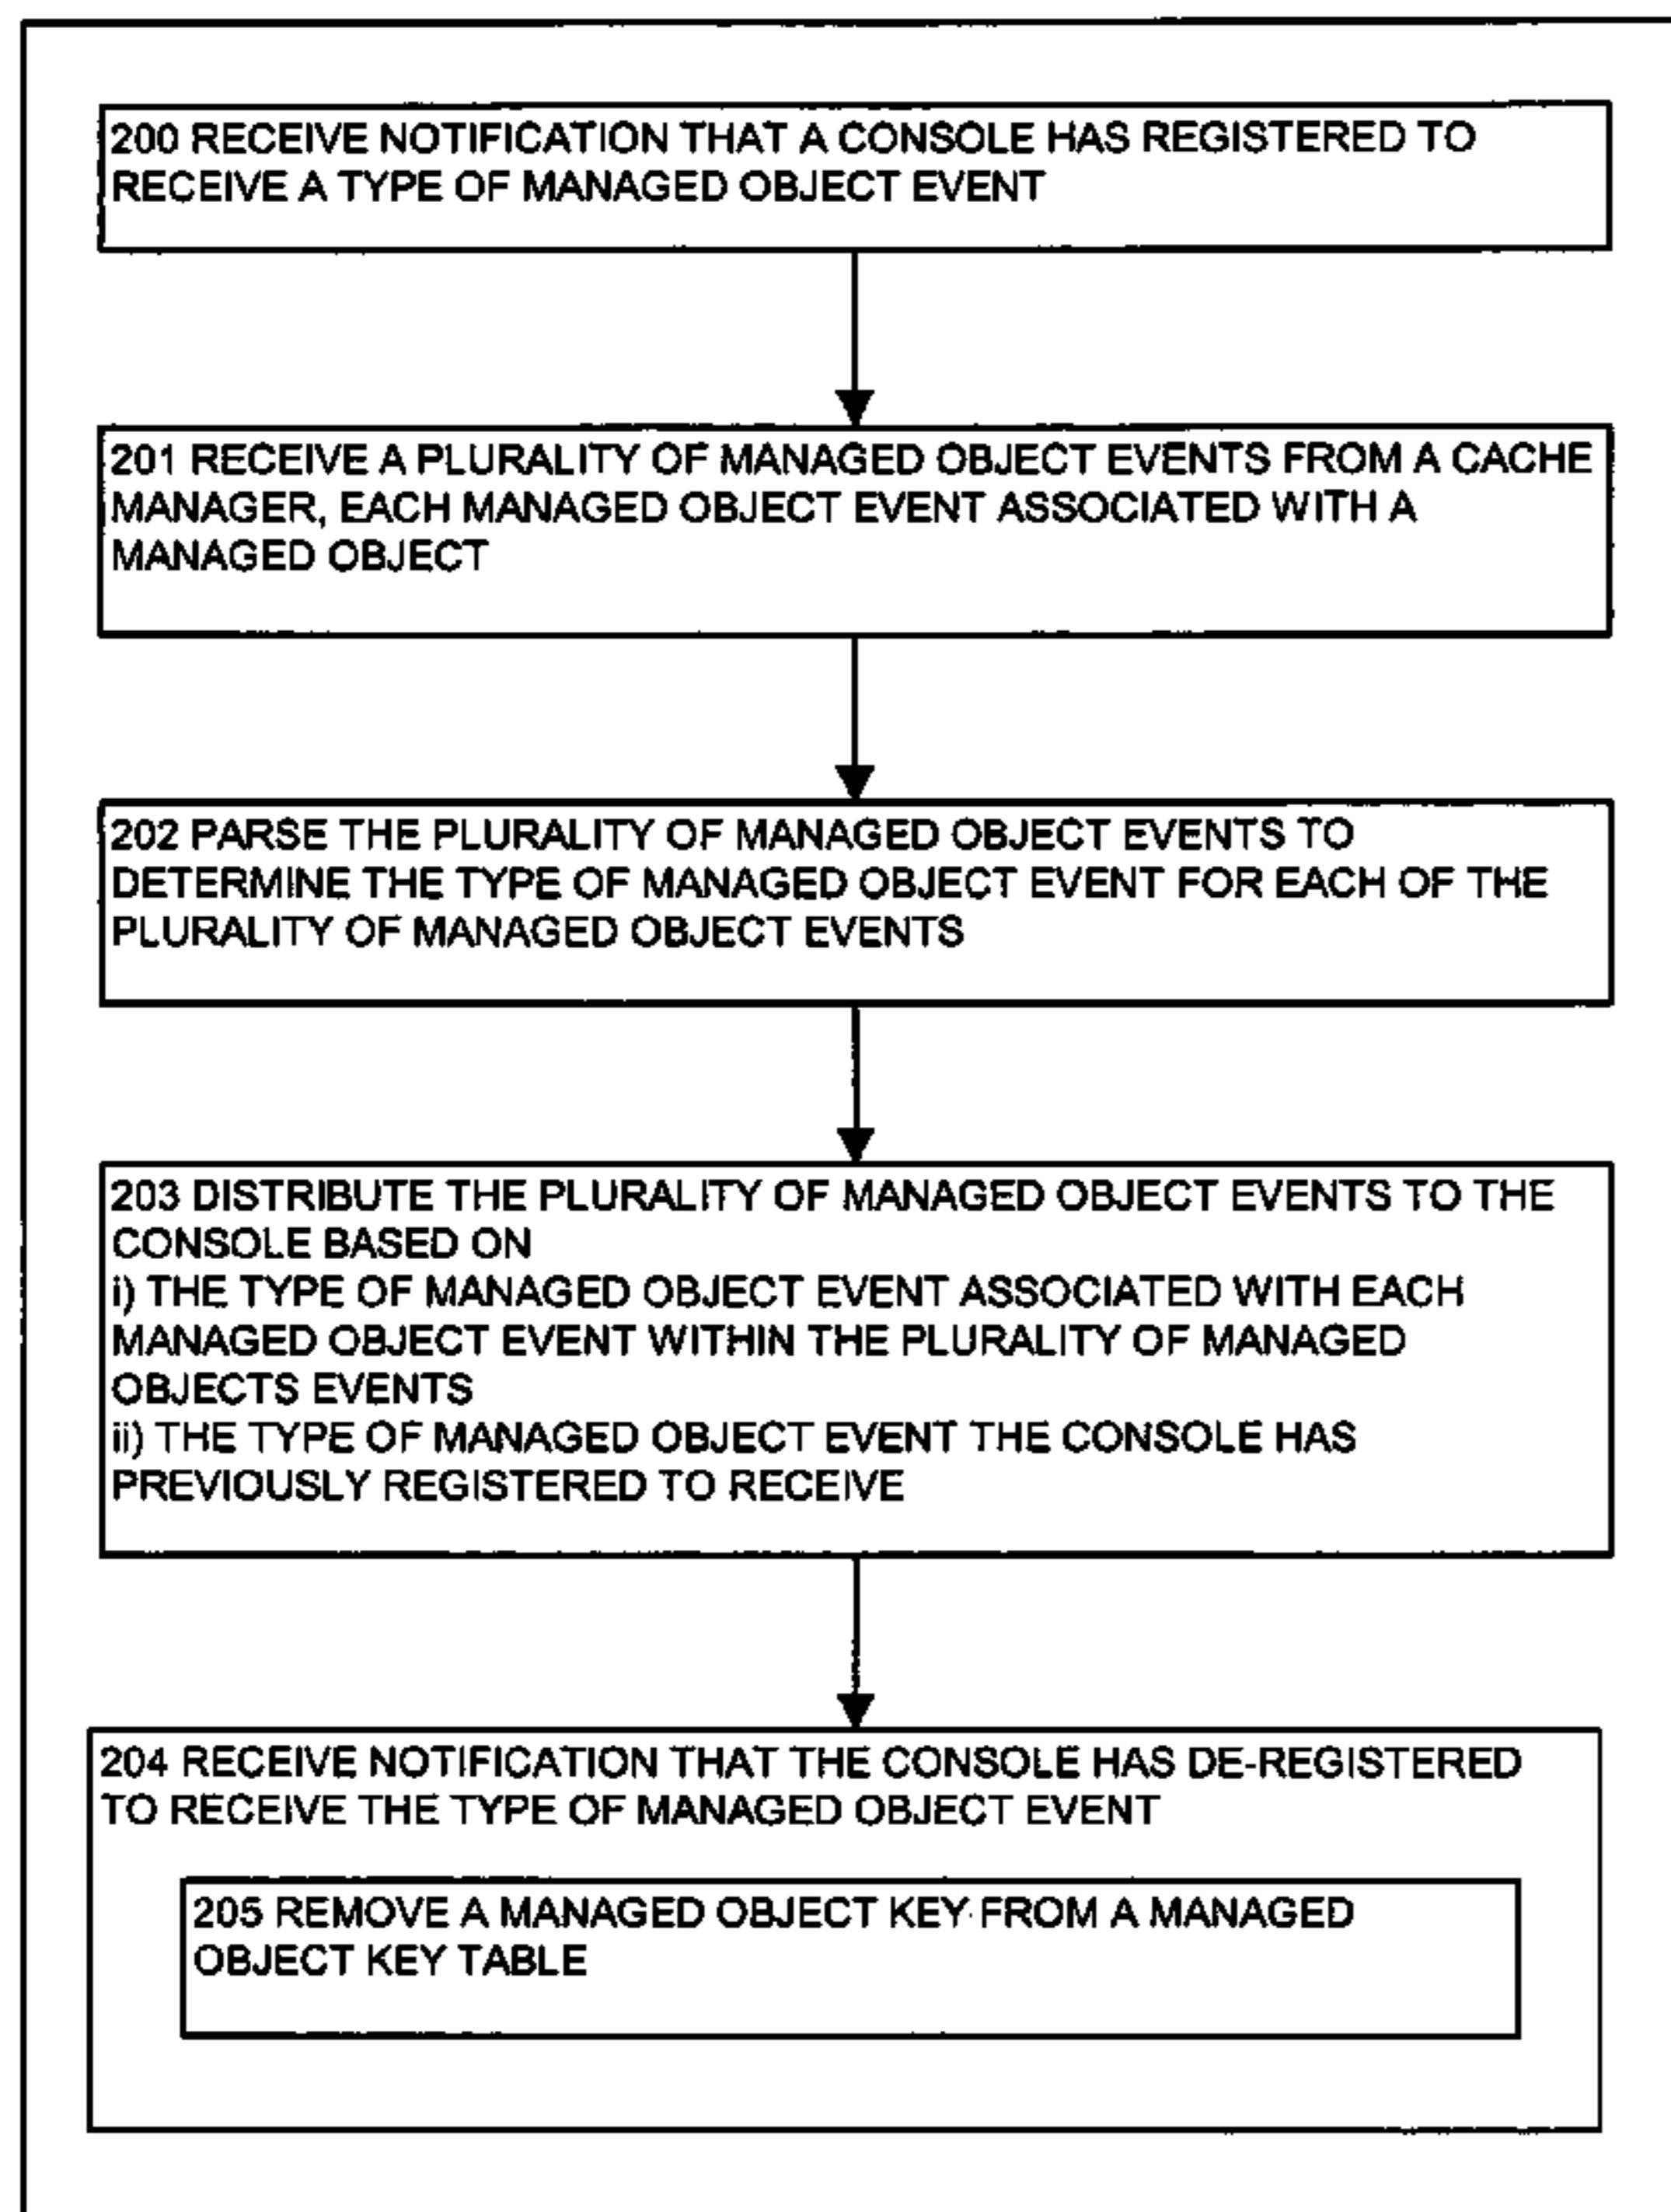 200 RECEIVE NOTIFICATION THAT A CONSOLE HAS REGISTERED TO
RECEIVE A TYPE OF MANAGED OBJECT EVENT
201 RECEIVE A PLURALITY OF MANAGED OBJECT EVENTS FROM A CACHE
MANAGER, EACH MANAGED OBJECT EVENT ASSOCIATED WITH A
MANAGED OBJECT
202 PARSE THE PLURALITY OF MANAGED OBJECT EVENTS TO
DETERMINE THE TYPE OF MANAGED OBJECT EVENT FOR EACH OF THE
PLURALITY OF MANAGED OBJECT EVENTS
203 DISTRIBUTE THE PLURALITY OF MANAGED OBJECT EVENTS TO THE
CONSOLE BASED ON
i) THE TYPE OF MANAGED OBJECT EVENT ASSOCIATED WITH EACH
MANAGED OBJECT EVENT WITHIN THE PLURALITY OF MANAGED
OBJECTS EVENTS
ii) THE TYPE OF MANAGED OBJECT EVENT THE CONSOLE HAS
PREVIOUSLY REGISTERED TO RECEIVE
204 RECEIVE NOTIFICATION THAT THE CONSOLE HAS DE-REGISTERED
TO RECEIVE THE TYPE OF MANAGED OBJECT EVENT
205 REMOVE A MANAGED OBJECT KEY FROM A MANAGED
OBJECT KEY TABLE